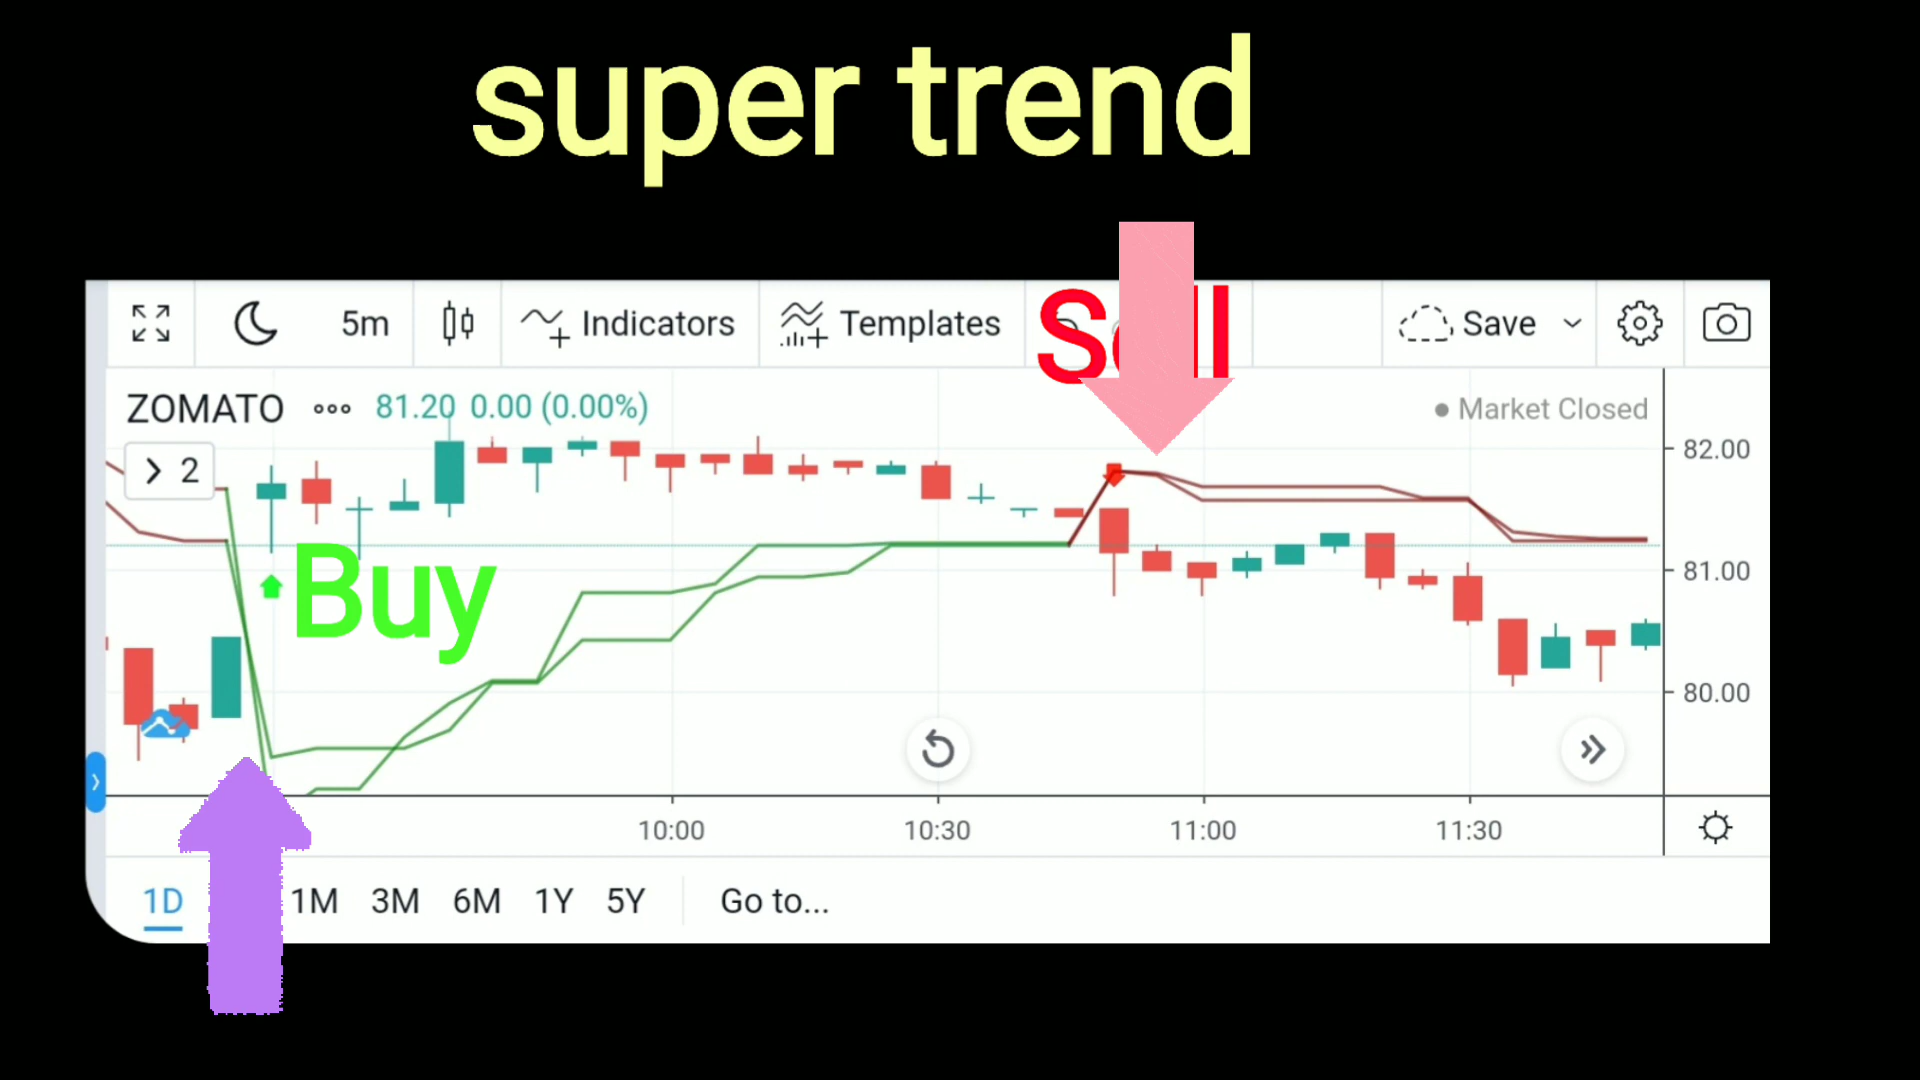 super trend
5m Indicators Templates Sell Save
ZOMATO 81.20 0.00 (0.00%) Market Closed
2
82.00
81.00
80.00
Buy
10:00 10:30 11:00 11:30
1D 1M 3M 6M 1Y 5Y Go to...